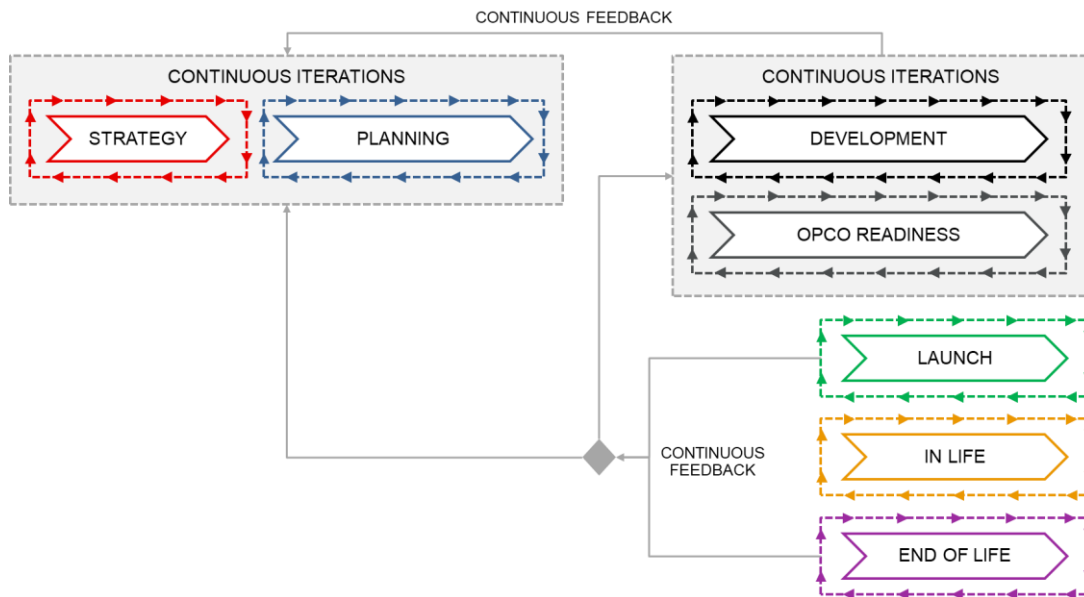 CONTINUOUS FEEDBACK
CONTINUOUS ITERATIONS
STRATEGY
PLANNING
CONTINUOUS ITERATIONS
DEVELOPMENT
OPCO READINESS
LAUNCH
IN LIFE
CONTINUOUS
FEEDBACK
END OF LIFE